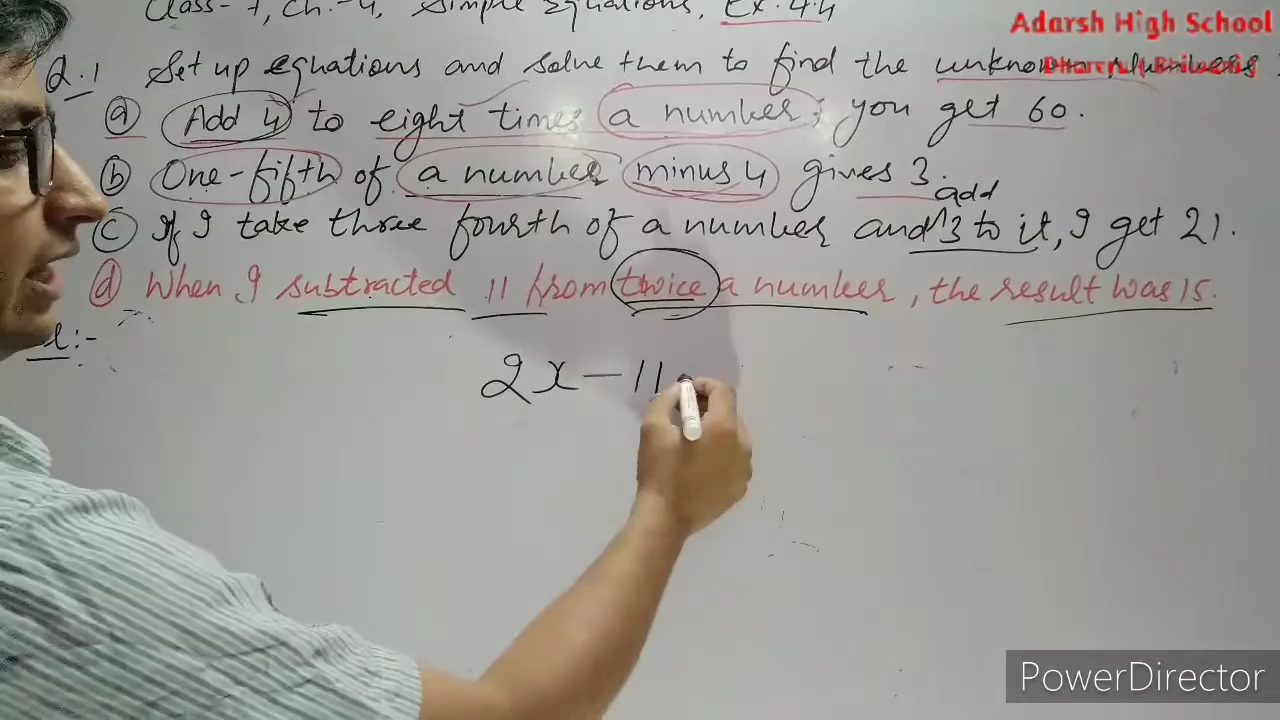 Class-7, Ch.-4, Simple Equations, Ex. 4.4
Adarsh High School
Q.1 Set up equations and solve them to find the unknown numbers:
(a) Add 4 to eight times a number; you get 60.
(b) One-fifth of a number minus 4 gives 3.
add
(c) If I take three fourth of a number and ^ 3 to it, I get 21.
(d) When I subtracted 11 from twice a number, the result was 15.
:-
2x - 11
PowerDirector